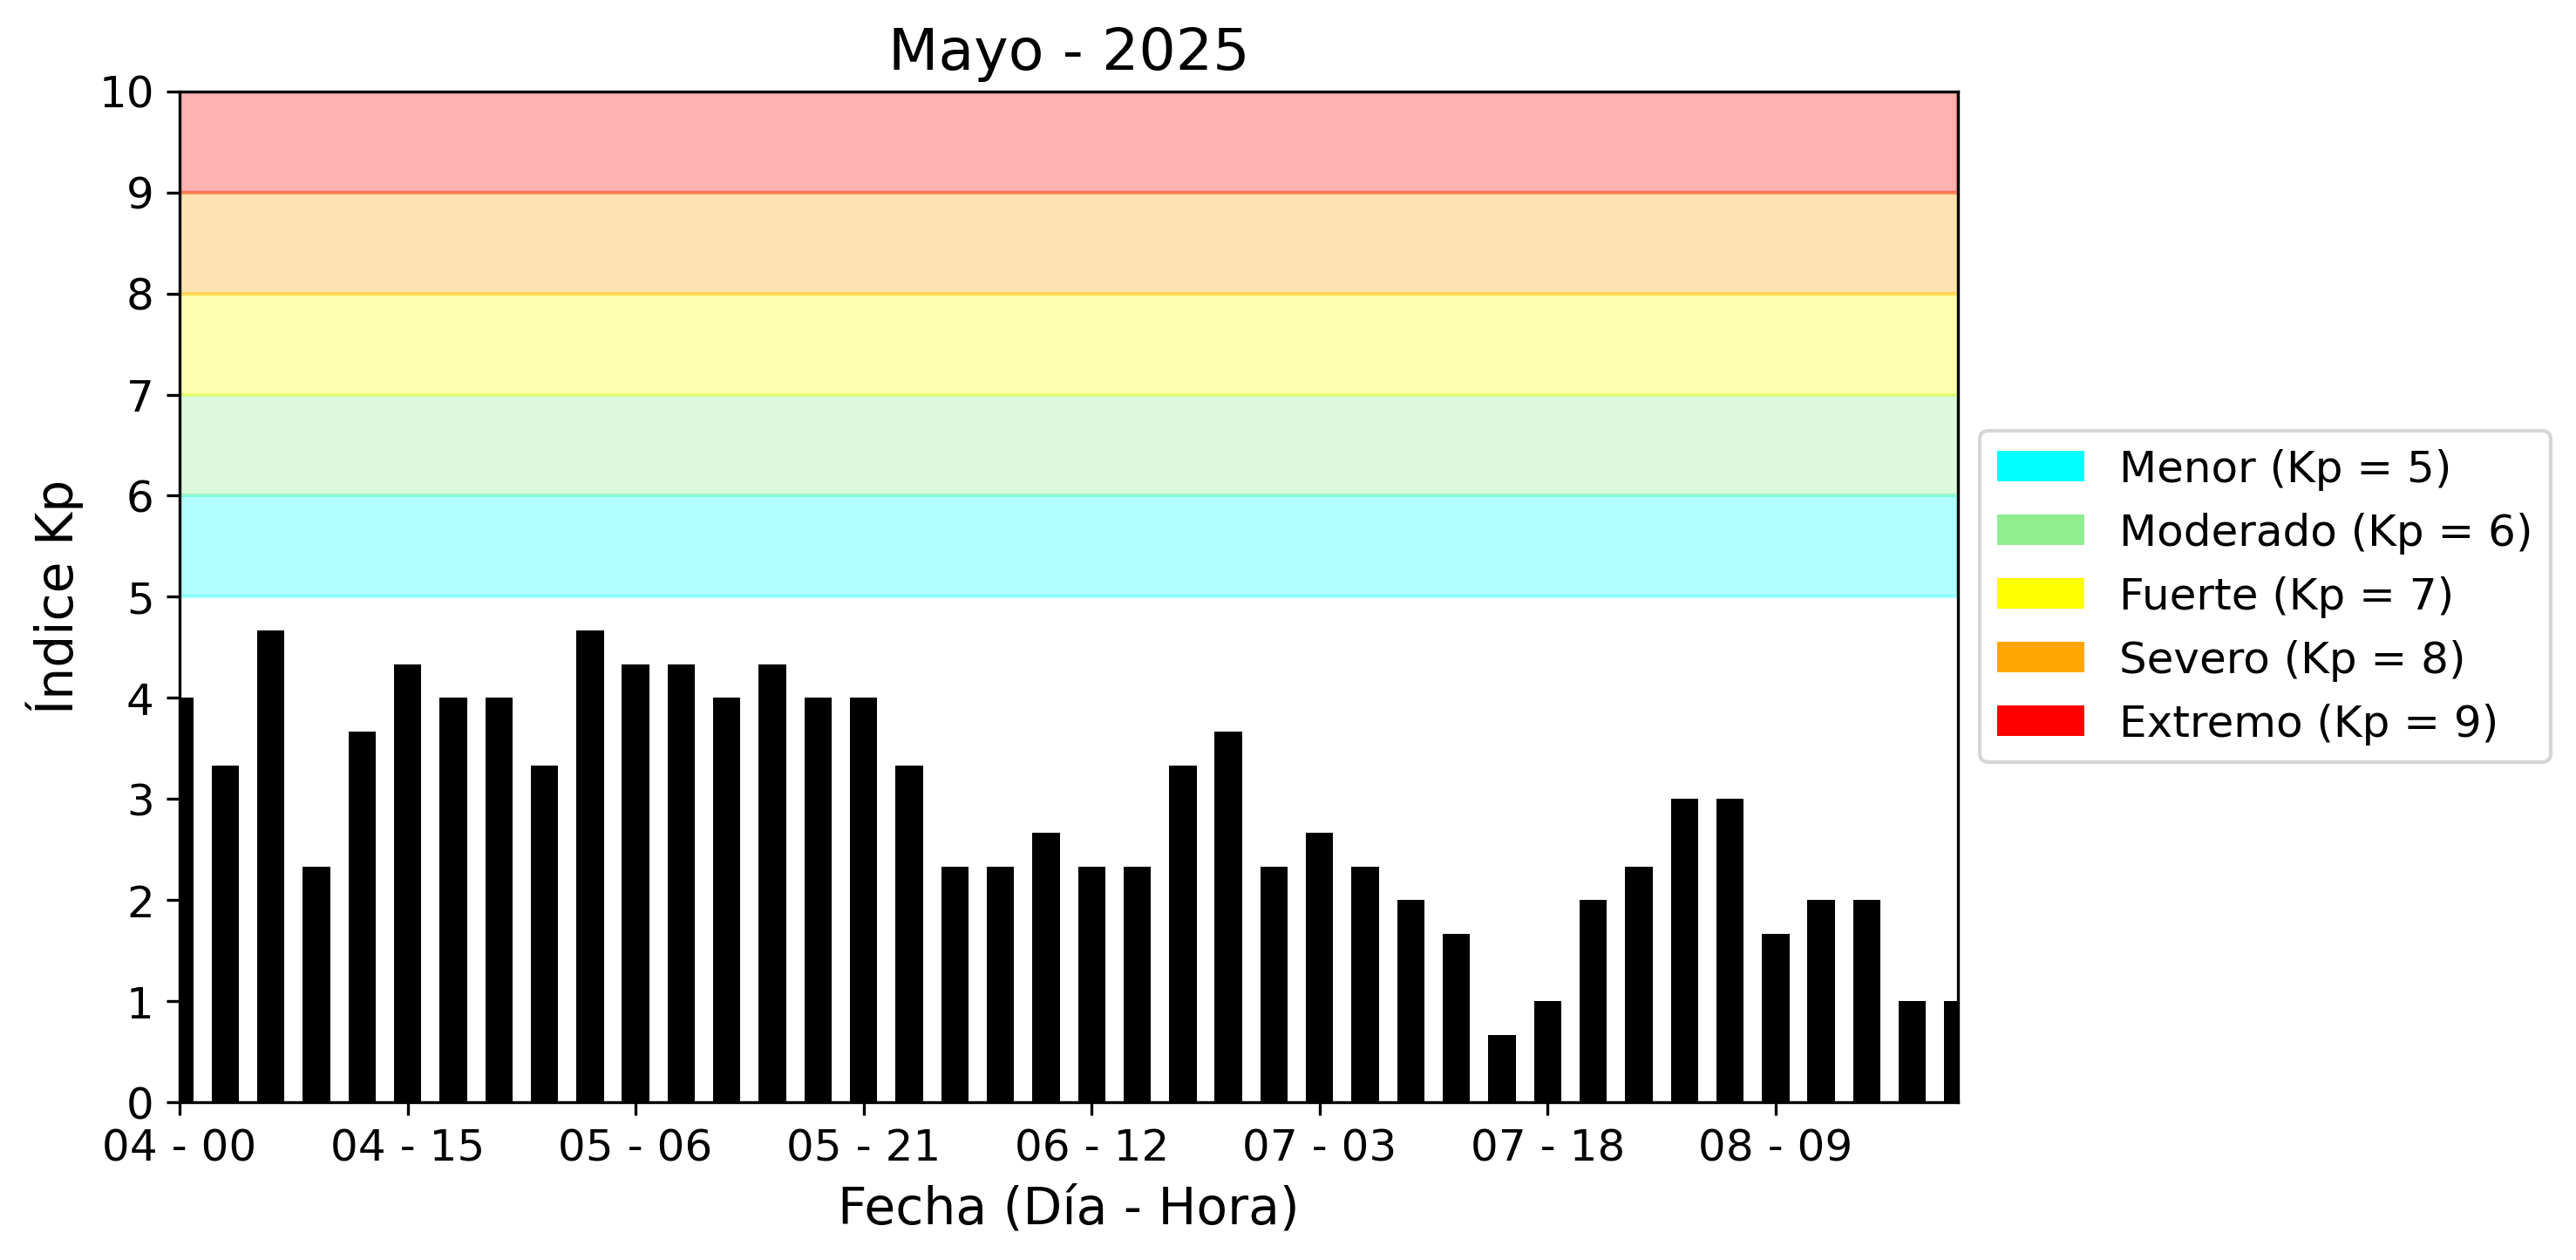 Mayo - 2025
10
9
8
7
6
5
4
3
2
1
0
Índice Kp
04 - 00
04 - 15
05 - 06
05 - 21
06 - 12
07 - 03
07 - 18
08 - 09
Fecha (Día - Hora)
Menor (Kp = 5)
Moderado (Kp = 6)
Fuerte (Kp = 7)
Severo (Kp = 8)
Extremo (Kp = 9)